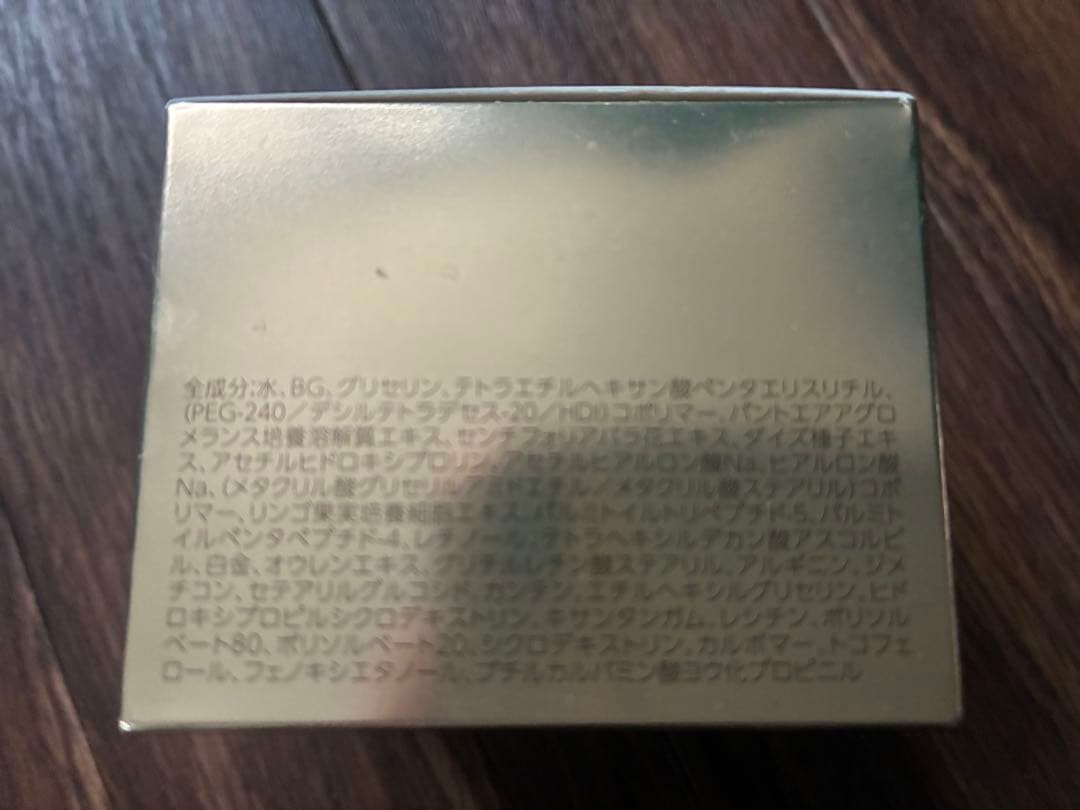 全成分:水、BG、グリセリン、テトラエチルヘキサン酸ペンタエリスリチル、
(PEG-240/デシルテトラデセス-20/HDI)コポリマー、パントエアアグロ
メランス培養溶解質エキス、センチフォリアバラ花エキス、ダイズ種子エキ
ス、アセチルヒドロキシプロリン、アセチルヒアルロン酸Na、ヒアルロン酸
Na、(メタクリル酸グリセリルアミドエチル/メタクリル酸ステアリル)コポ
リマー、リンゴ果実培養細胞エキス、パルミトイルトリペプチド-5、パルミト
イルペンタペプチド-4、レチノール、テトラヘキシルデカン酸アスコルビ
ル、白金、オウレンエキス、グリチルレチン酸ステアリル、アルギニン、ジメ
チコン、セテアリルグルコシド、カンテン、エチルヘキシルグリセリン、ヒド
ロキシプロピルシクロデキストリン、キサンタンガム、レシチン、ポリソル
ベート80、ポリソルベート20、シクロデキストリン、カルボマー、トコフェ
ロール、フェノキシエタノール、ブチルカルバミン酸ヨウ化プロピニル